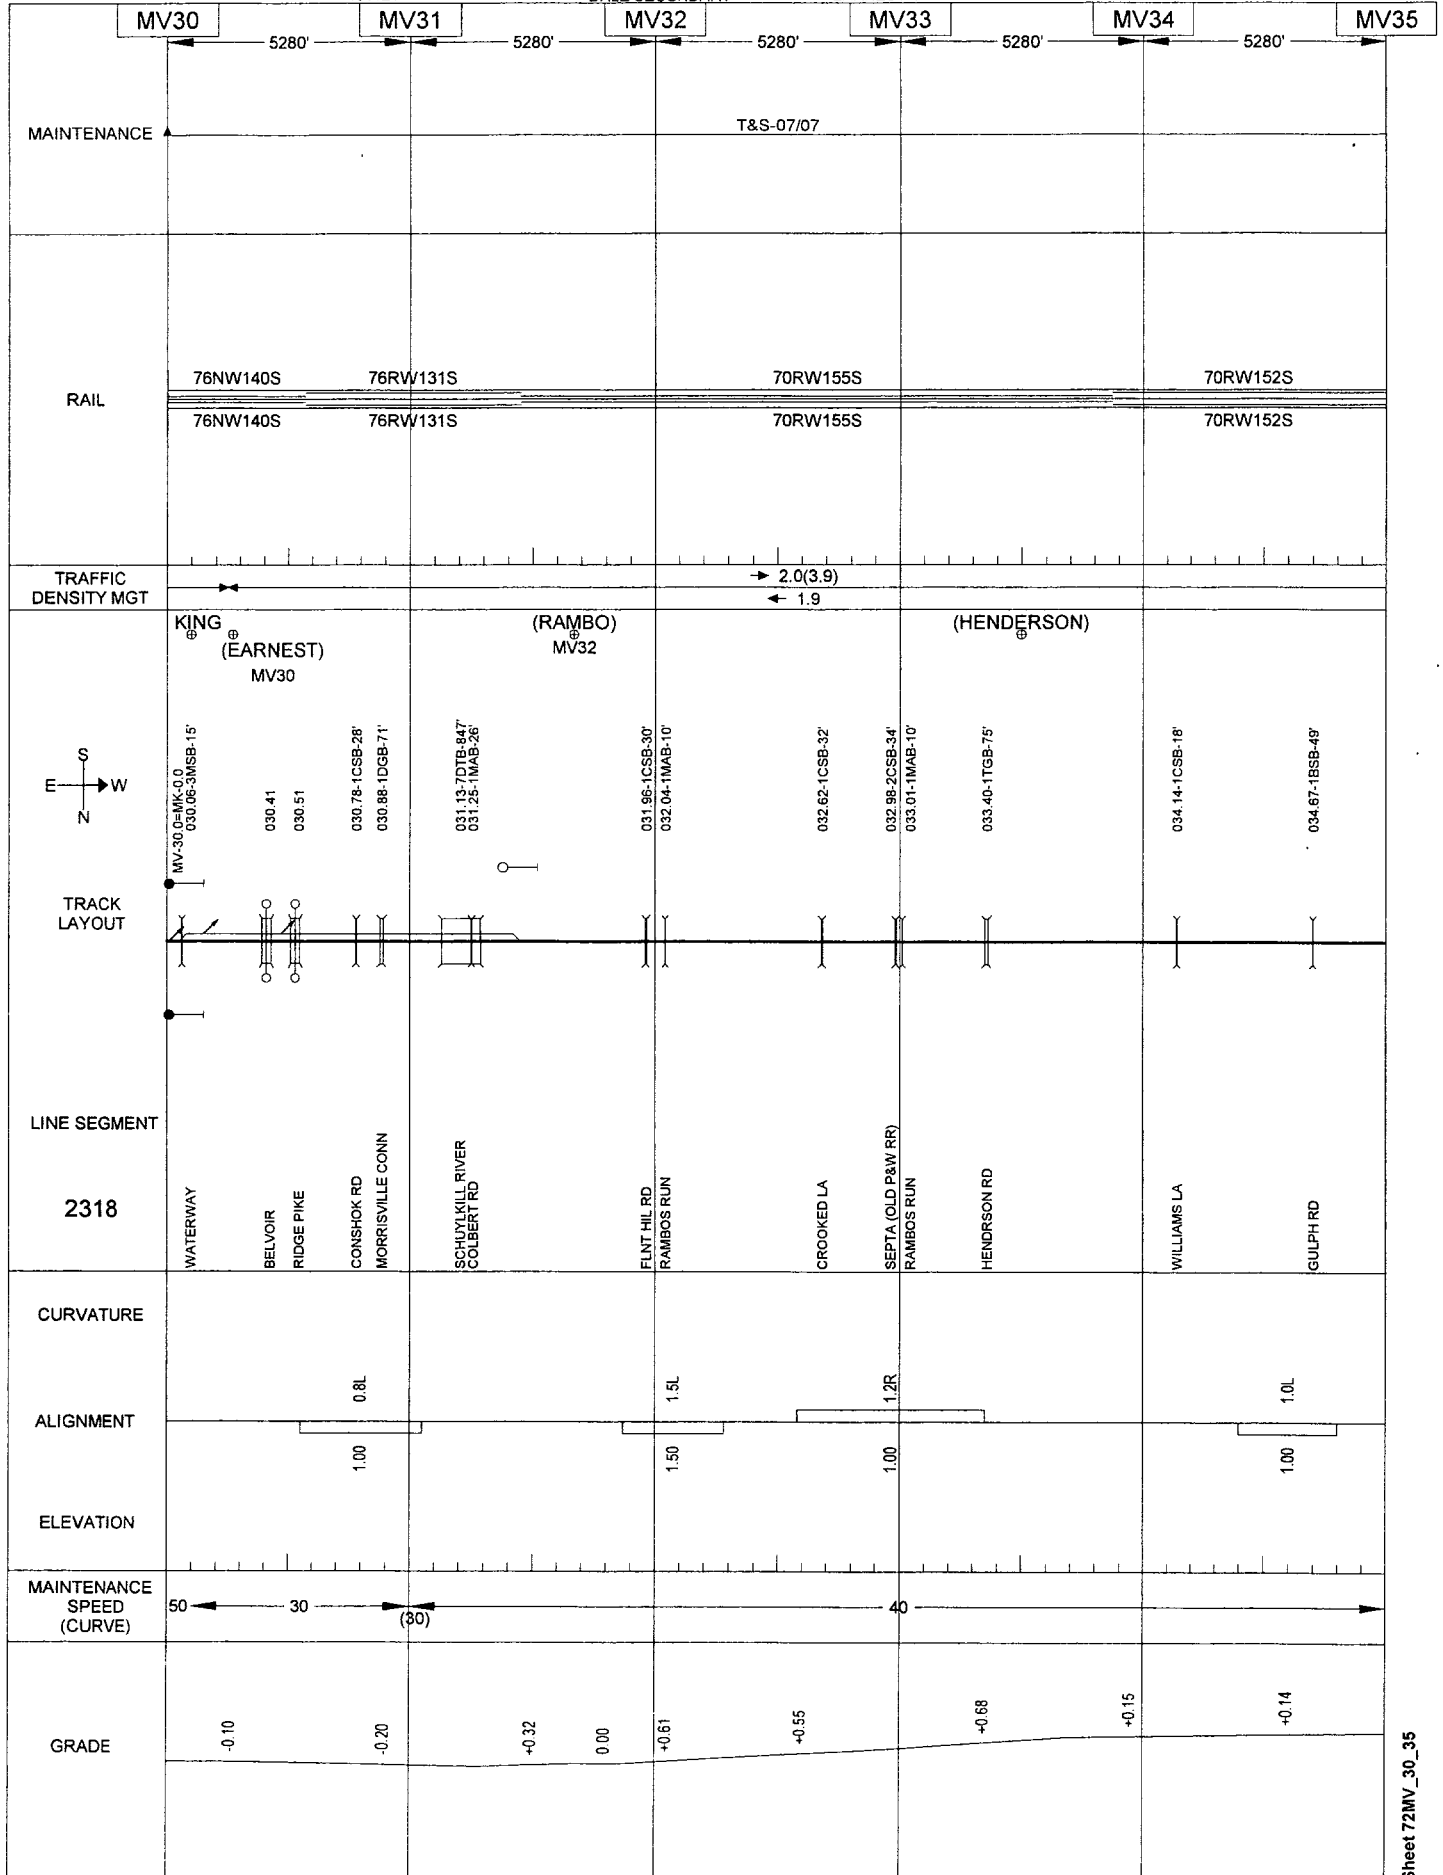 MV30 MV31 MV32 MV33 MV34 MV35
5280' 5280' 5280' 5280' 5280'
MAINTENANCE
T&S-07/07
76NW140S 76RW131S 70RW155S 70RW152S
RAIL
76NW140S 76RW131S 70RW155S 70RW152S
TRAFFIC
DENSITY MGT
2.0(3.9)
1.9
KING (RAMBO) (HENDERSON)
(EARNEST) MV32
MV30
S
E W
N
MV-30.0=MK-0.0
030.06-3MSB-15'
030.41
030.51
030.78-1CSB-28'
030.88-1DGB-71'
031.13-7DTB-847'
031.25-1MAB-26'
031.96-1CSB-30'
032.04-1MAB-10'
032.62-1CSB-32'
032.98-2CSB-34'
033.01-1MAB-10'
033.40-1TGB-75'
034.14-1CSB-18'
034.67-1BSB-49'
TRACK
LAYOUT
LINE SEGMENT
2318
WATERWAY
BELVOIR
RIDGE PIKE
CONSHOK RD
MORRISVILLE CONN
SCHUYLKILL RIVER
COLBERT RD
FLNT HIL RD
RAMBOS RUN
CROOKED LA
SEPTA (OLD P&W RR)
RAMBOS RUN
HENDRSON RD
WILLIAMS LA
GULPH RD
CURVATURE
0.8L 1.5L 1.2R 1.0L
ALIGNMENT
1.00 1.50 1.00 1.00
ELEVATION
MAINTENANCE
SPEED
(CURVE)
50 30 (30) 40
GRADE
-0.10 -0.20 +0.32 0.00 +0.61 +0.55 +0.68 +0.15 +0.14
Sheet 72MV_30_35